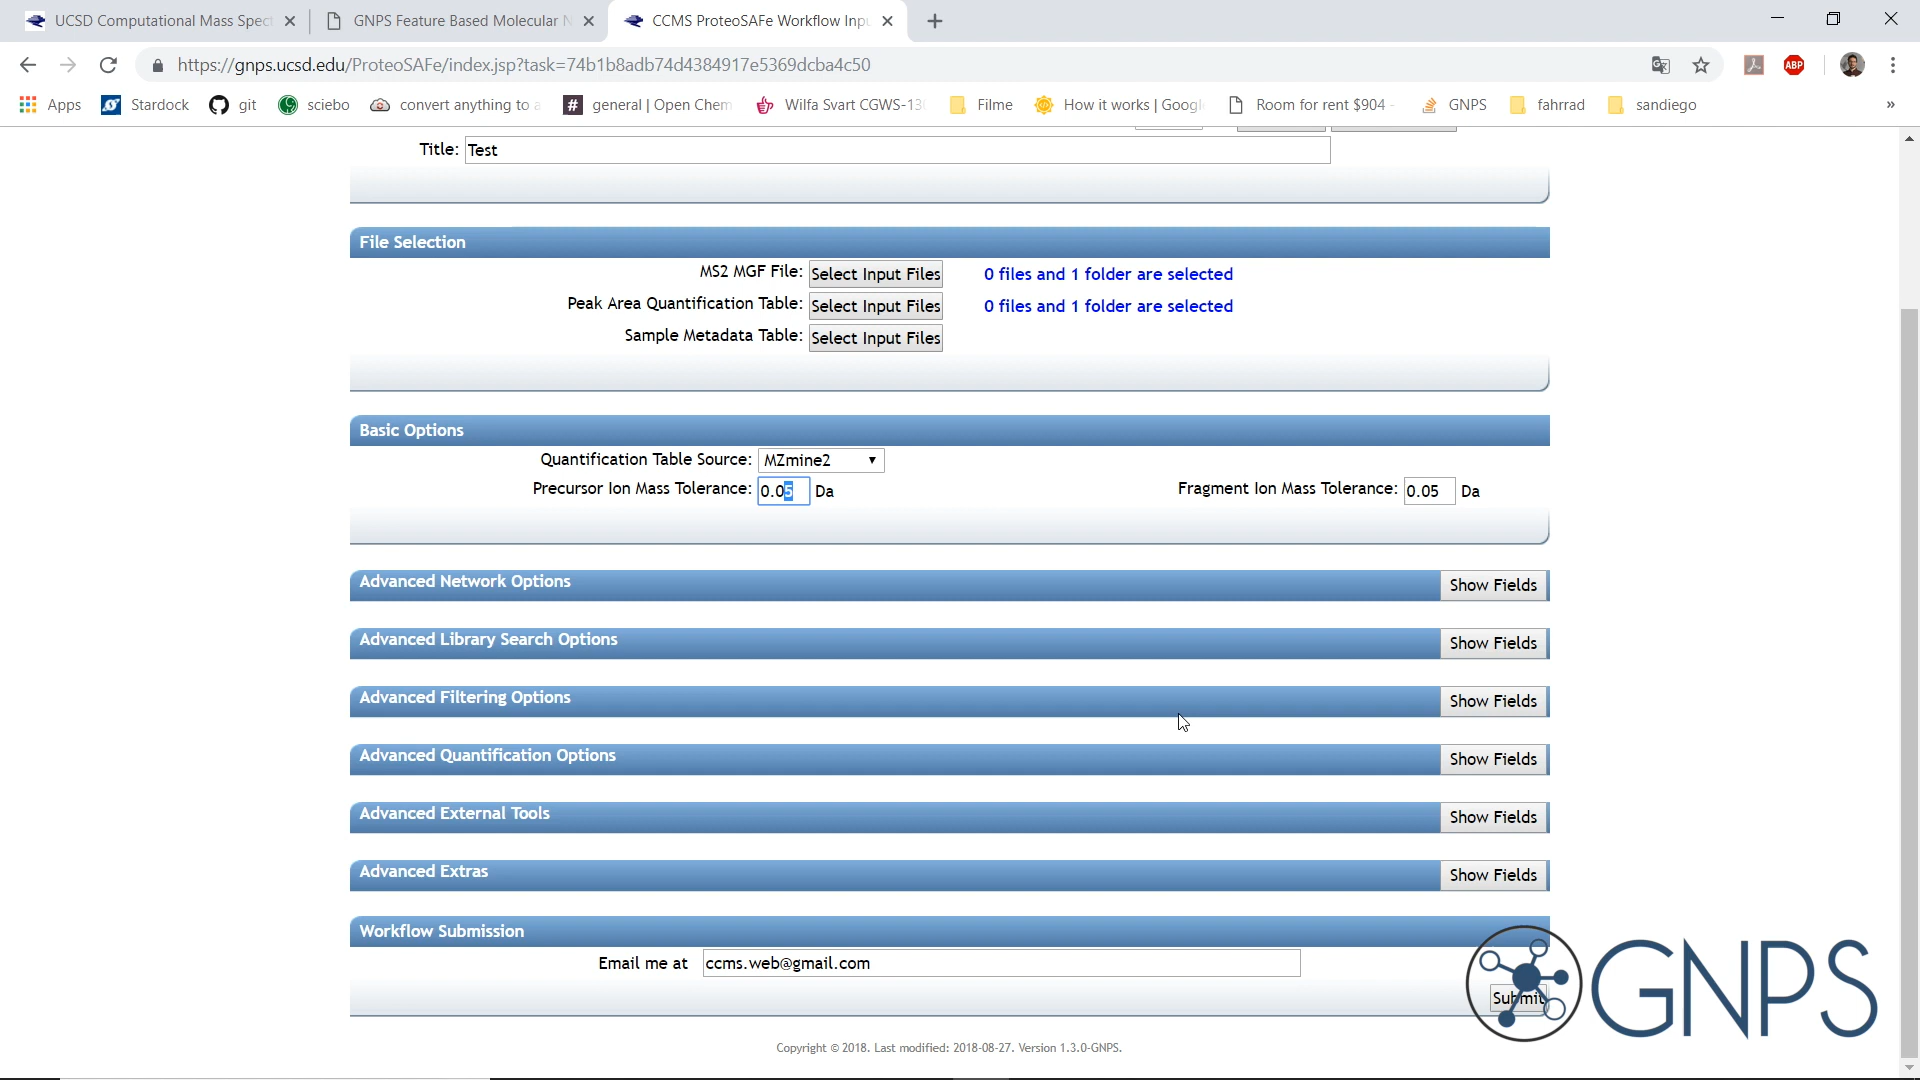 UCSD Computational Mass Spec
GNPS Feature Based Molecular N
CCMS ProteoSAFe Workflow Inpu
https://gnps.ucsd.edu/ProteoSAFe/index.jsp?task=74b1b8adb74d4384917e5369dcba4c50
ABP
Apps
Stardock
git
sciebo
convert anything to a
# general | Open Chem
Wilfa Svart CGWS-130
Filme
How it works | Google
Room for rent $904 -
GNPS
fahrrad
sandiego
»
Title: Test
File Selection
MS2 MGF File: Select Input Files 0 files and 1 folder are selected
Peak Area Quantification Table: Select Input Files 0 files and 1 folder are selected
Sample Metadata Table: Select Input Files
Basic Options
Quantification Table Source: MZmine2
Precursor Ion Mass Tolerance: 0.05 Da Fragment Ion Mass Tolerance: 0.05 Da
Advanced Network Options Show Fields
Advanced Library Search Options Show Fields
Advanced Filtering Options Show Fields
Advanced Quantification Options Show Fields
Advanced External Tools Show Fields
Advanced Extras Show Fields
Workflow Submission
Email me at ccms.web@gmail.com
Submit
GNPS
Copyright © 2018. Last modified: 2018-08-27. Version 1.3.0-GNPS.